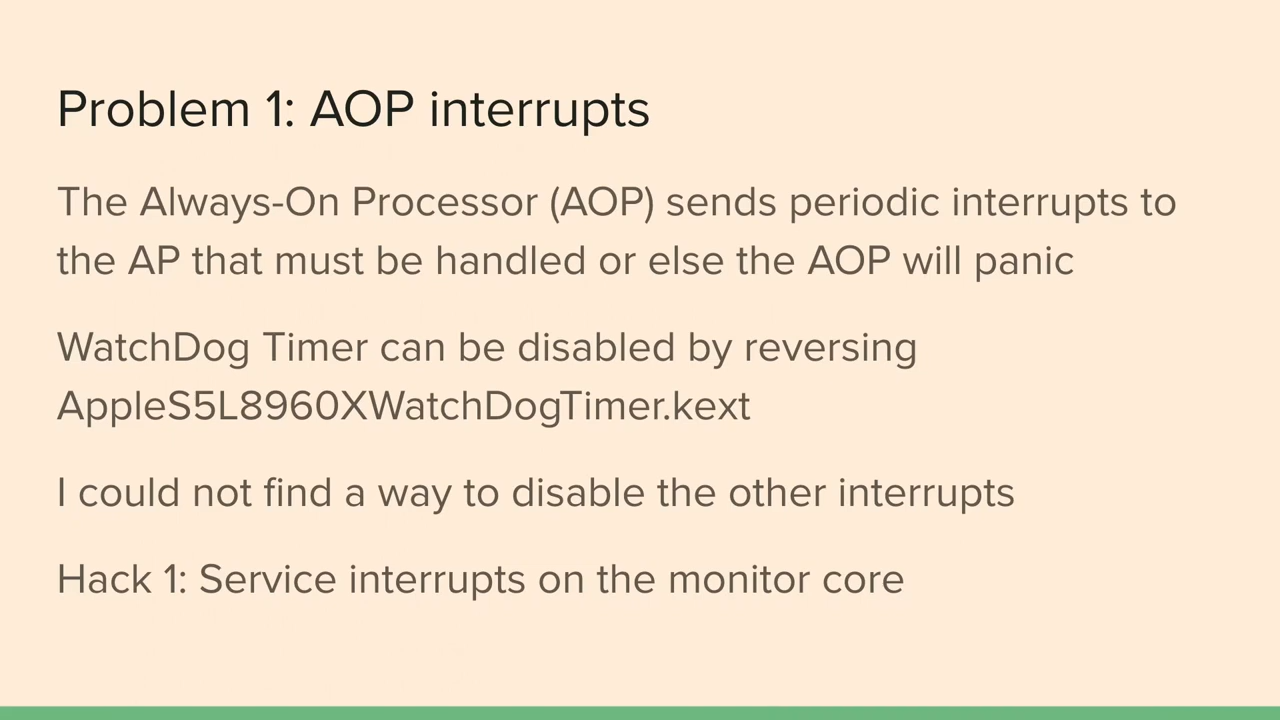 Problem 1: AOP interrupts
The Always-On Processor (AOP) sends periodic interrupts to
the AP that must be handled or else the AOP will panic
WatchDog Timer can be disabled by reversing
AppleS5L8960XWatchDogTimer.kext
I could not find a way to disable the other interrupts
Hack 1: Service interrupts on the monitor core